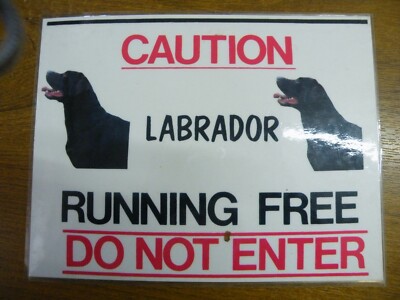 CAUTION
LABRADOR
RUNNING FREE
DO NOT ENTER